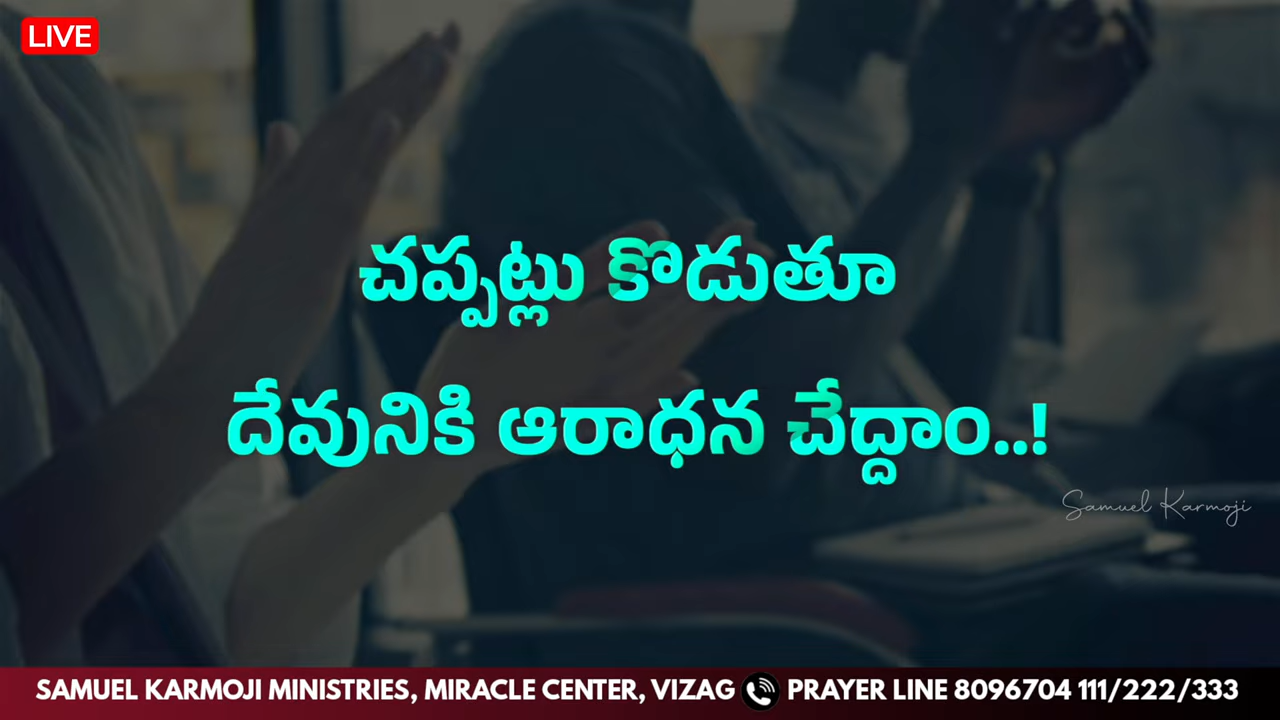 LIVE
చప్పట్లు కొడుతూ
దేవునికి ఆరాధన చేద్దాం..!
Samuel Karmoji
SAMUEL KARMOJI MINISTRIES, MIRACLE CENTER, VIZAG PRAYER LINE 8096704 111/222/333